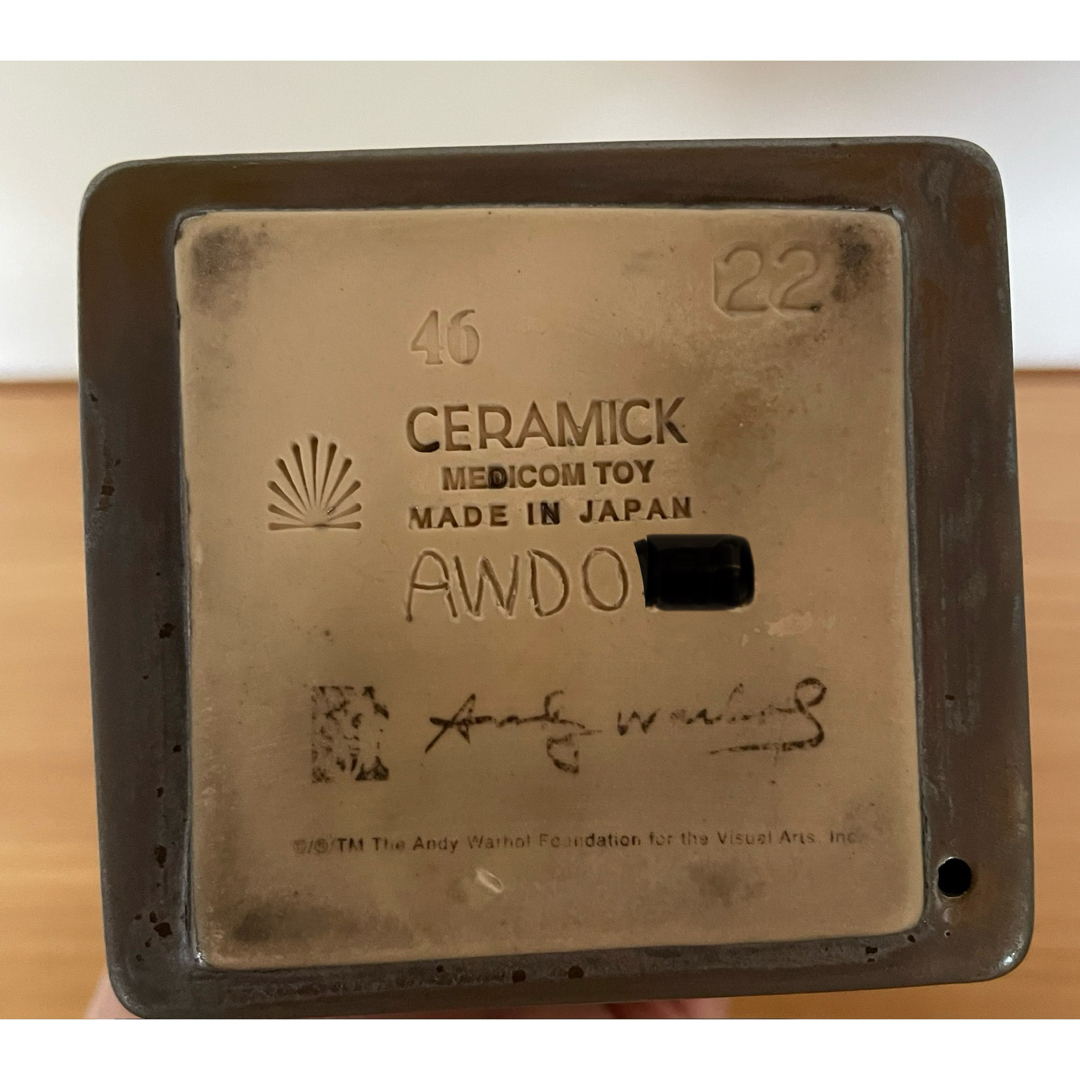 22
46
CERAMICK
MEDICOM TOY
MADE IN JAPAN
AWDO
Andy Warhol
©/®/TM The Andy Warhol Foundation for the Visual Arts, Inc.